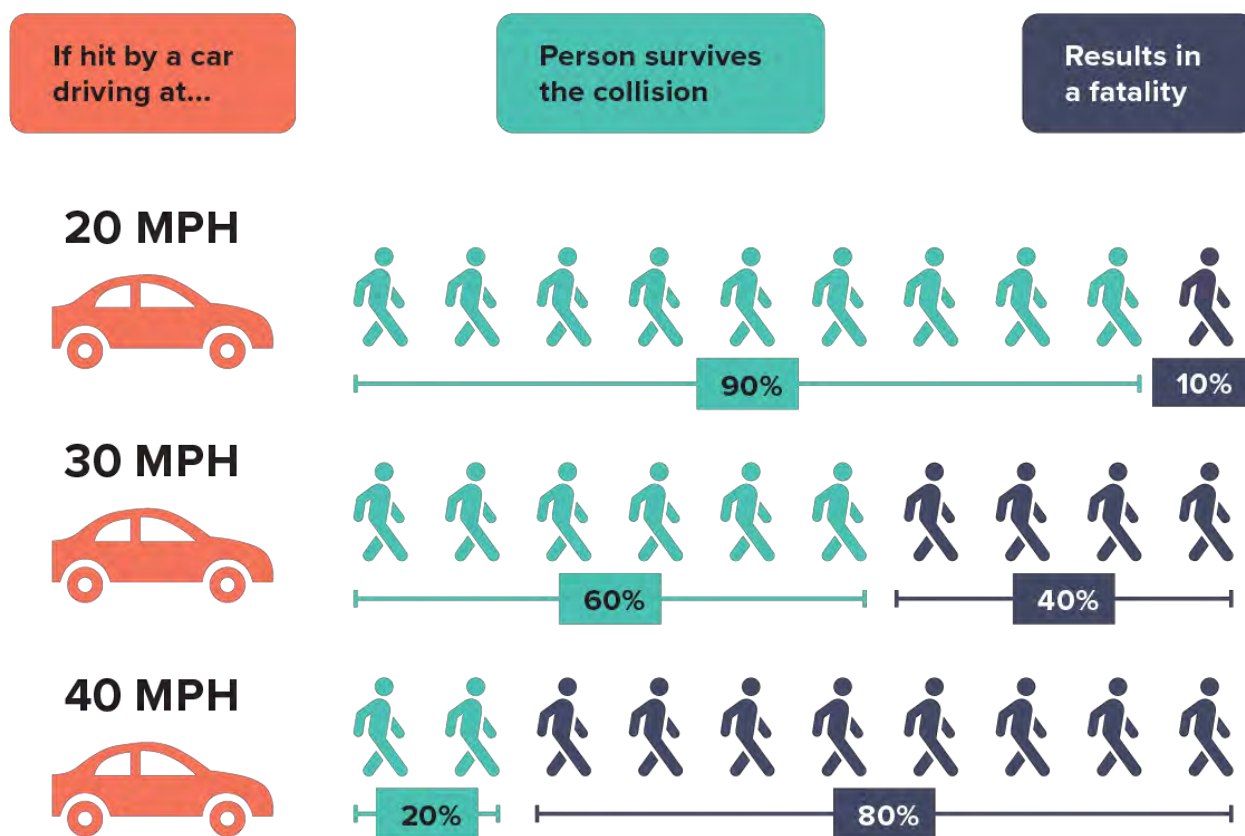 If hit by a car
driving at...
Person survives
the collision
Results in
a fatality
20 MPH
90%
10%
30 MPH
60%
40%
40 MPH
20%
80%